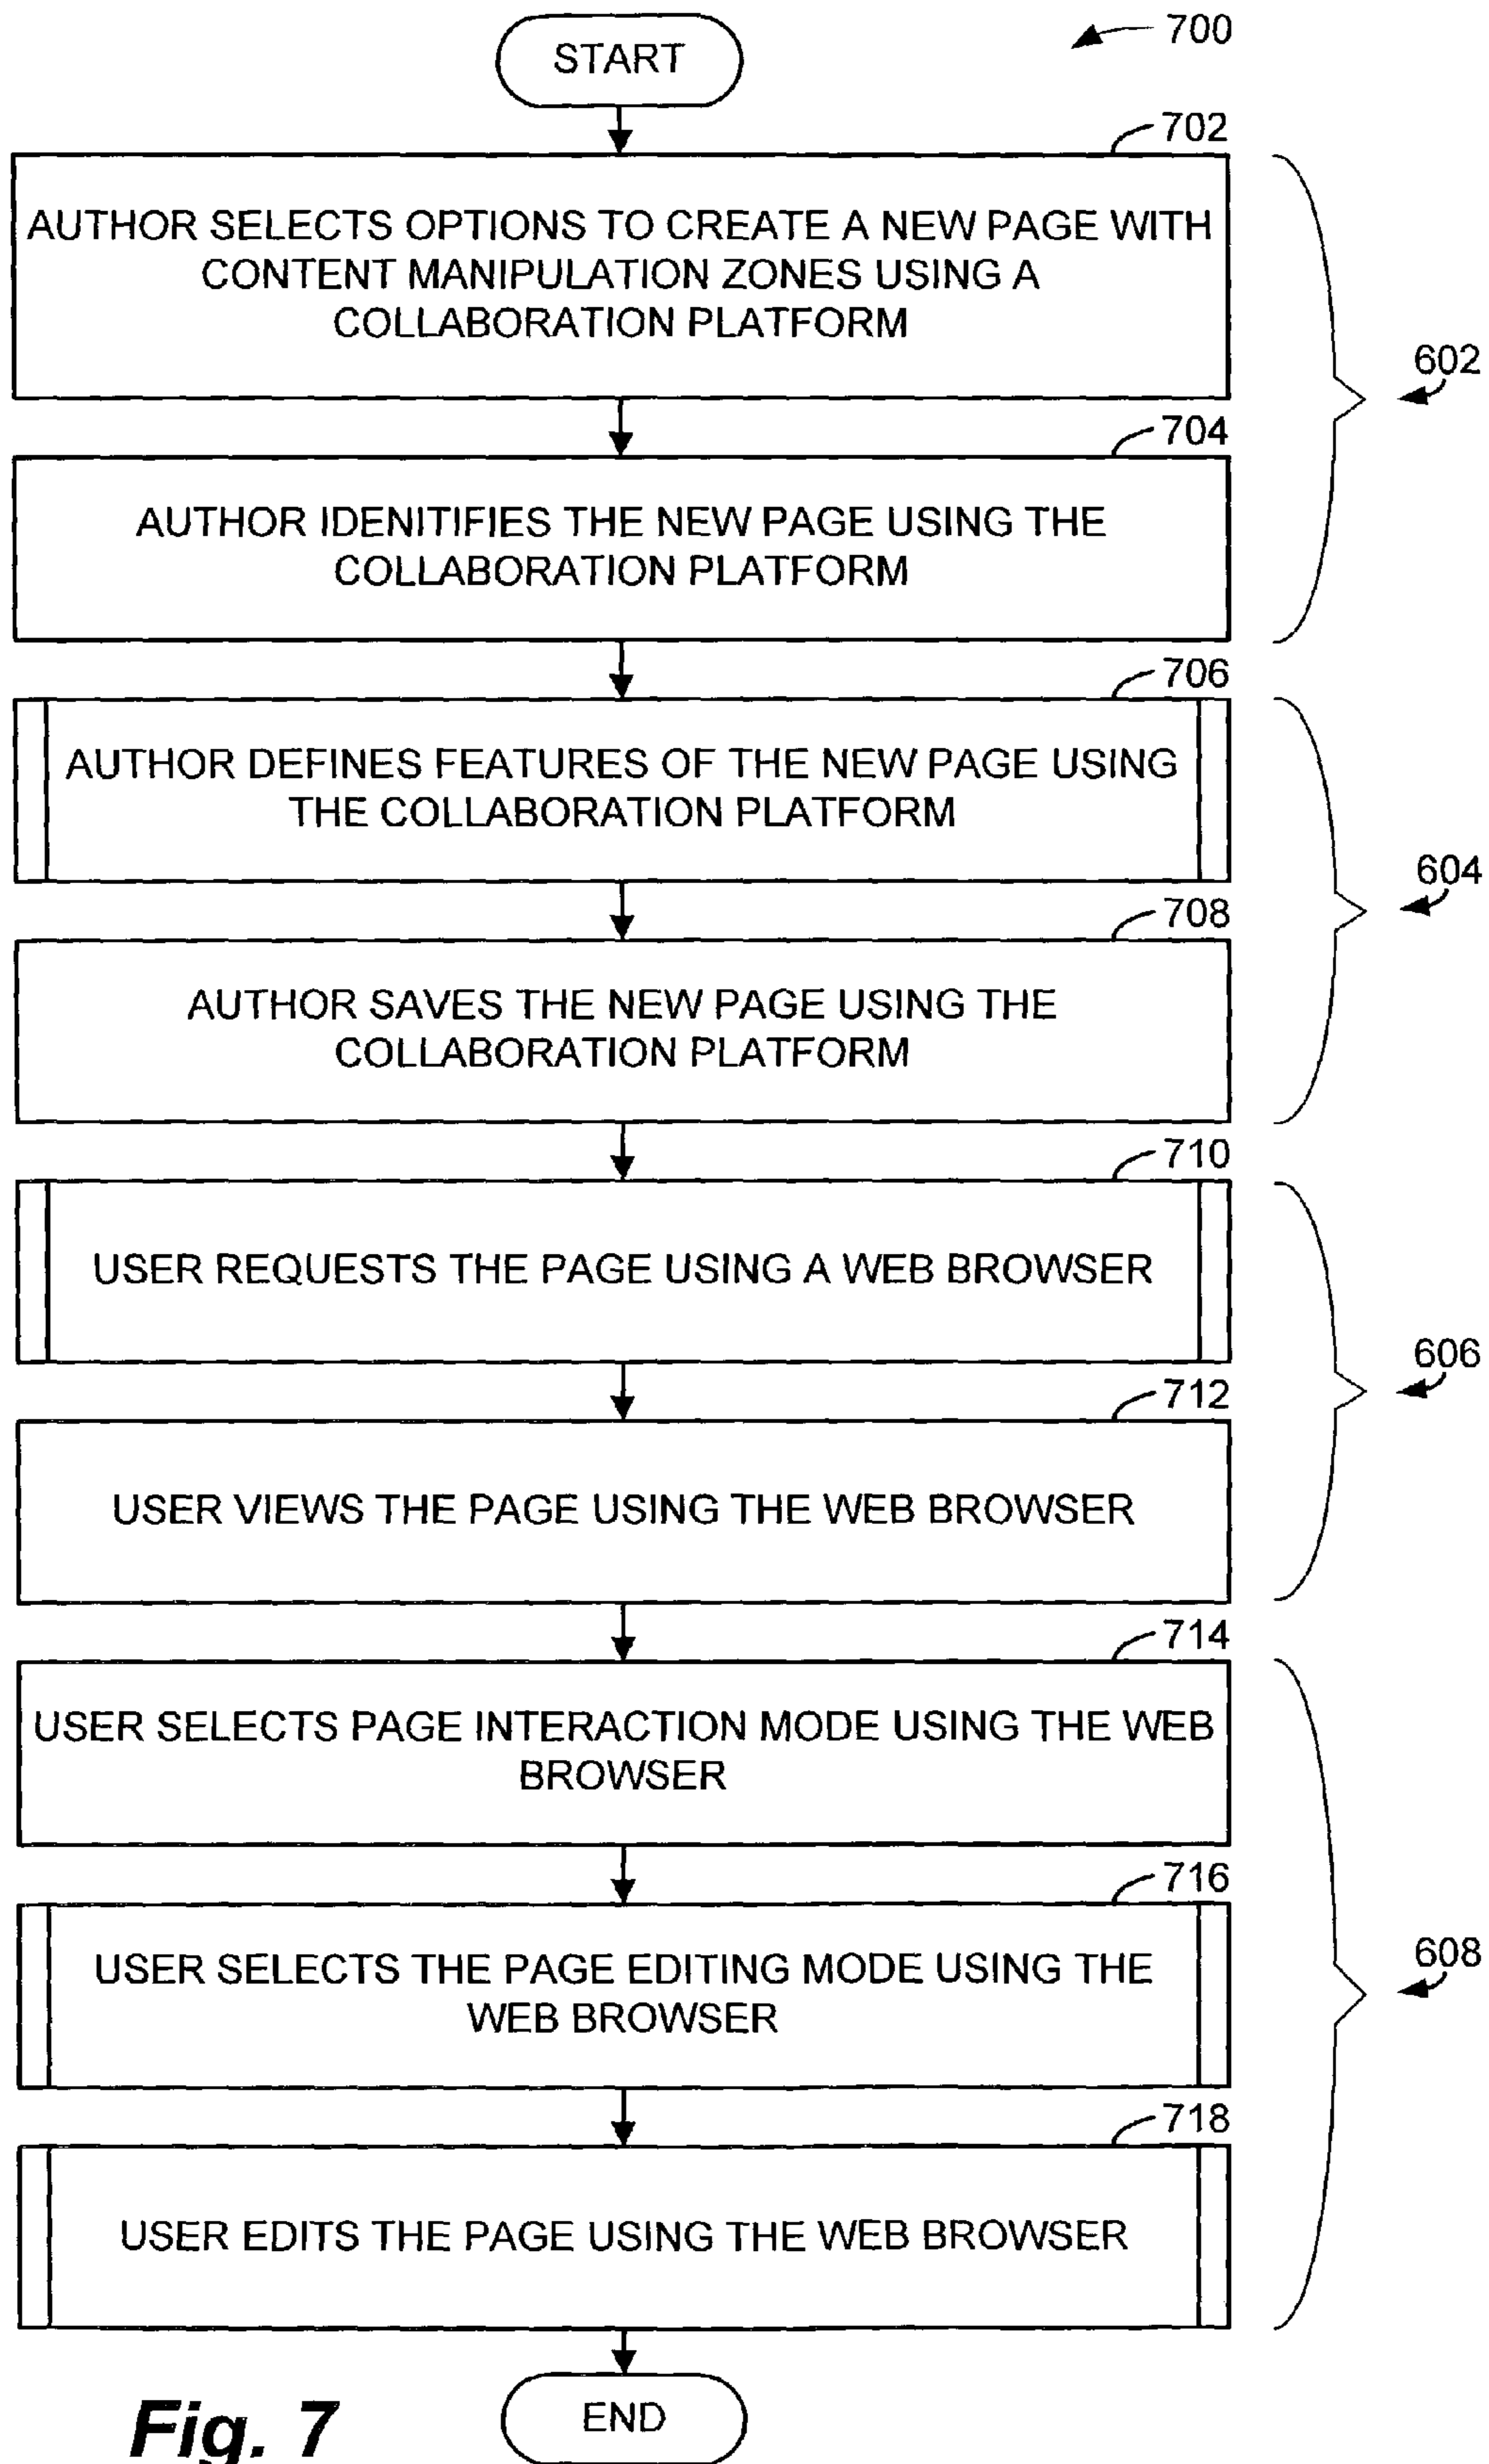 START
700
702
AUTHOR SELECTS OPTIONS TO CREATE A NEW PAGE WITH
CONTENT MANIPULATION ZONES USING A
COLLABORATION PLATFORM
602
704
AUTHOR IDENITIFIES THE NEW PAGE USING THE
COLLABORATION PLATFORM
706
AUTHOR DEFINES FEATURES OF THE NEW PAGE USING
THE COLLABORATION PLATFORM
604
708
AUTHOR SAVES THE NEW PAGE USING THE
COLLABORATION PLATFORM
710
USER REQUESTS THE PAGE USING A WEB BROWSER
606
712
USER VIEWS THE PAGE USING THE WEB BROWSER
714
USER SELECTS PAGE INTERACTION MODE USING THE WEB
BROWSER
716
USER SELECTS THE PAGE EDITING MODE USING THE
WEB BROWSER
608
718
USER EDITS THE PAGE USING THE WEB BROWSER
END
Fig. 7